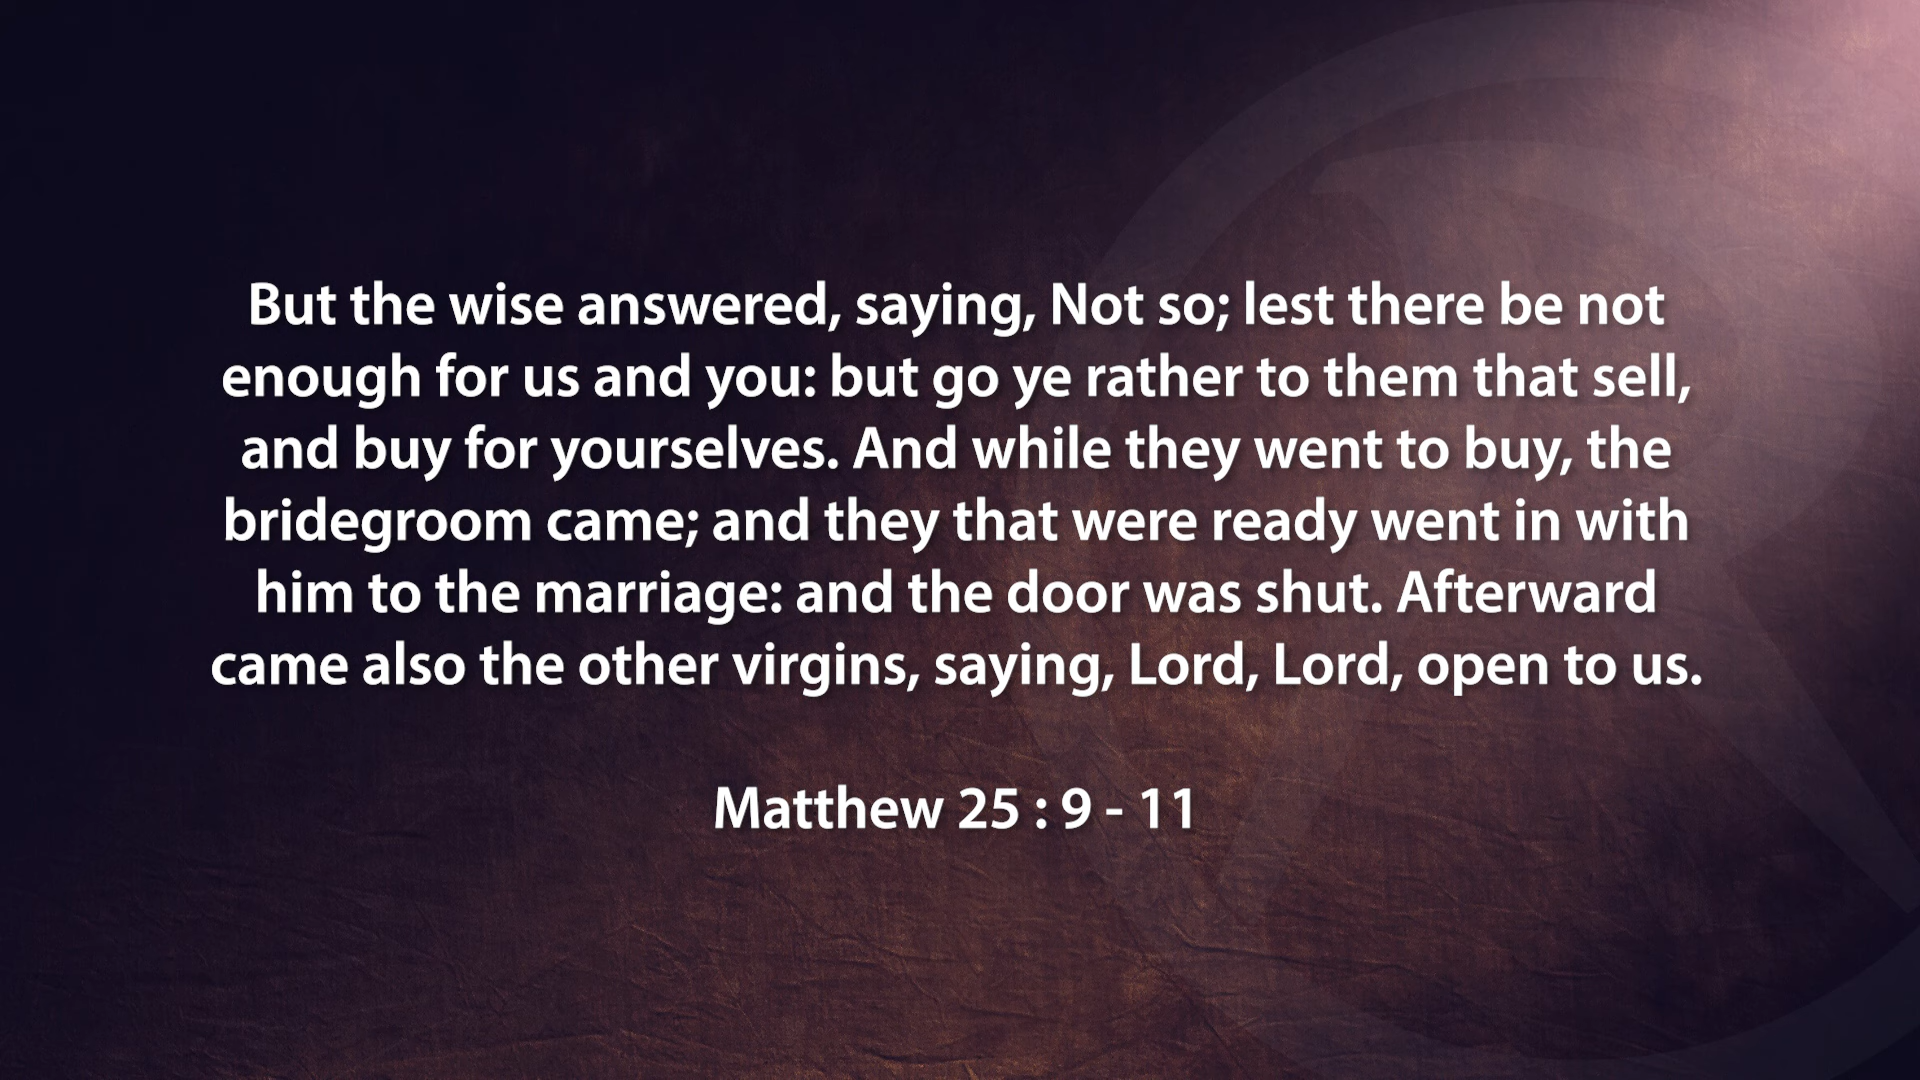 But the wise answered, saying, Not so; lest there be not
enough for us and you: but go ye rather to them that sell,
and buy for yourselves. And while they went to buy, the
bridegroom came; and they that were ready went in with
him to the marriage: and the door was shut. Afterward
came also the other virgins, saying, Lord, Lord, open to us.
Matthew 25 : 9 - 11